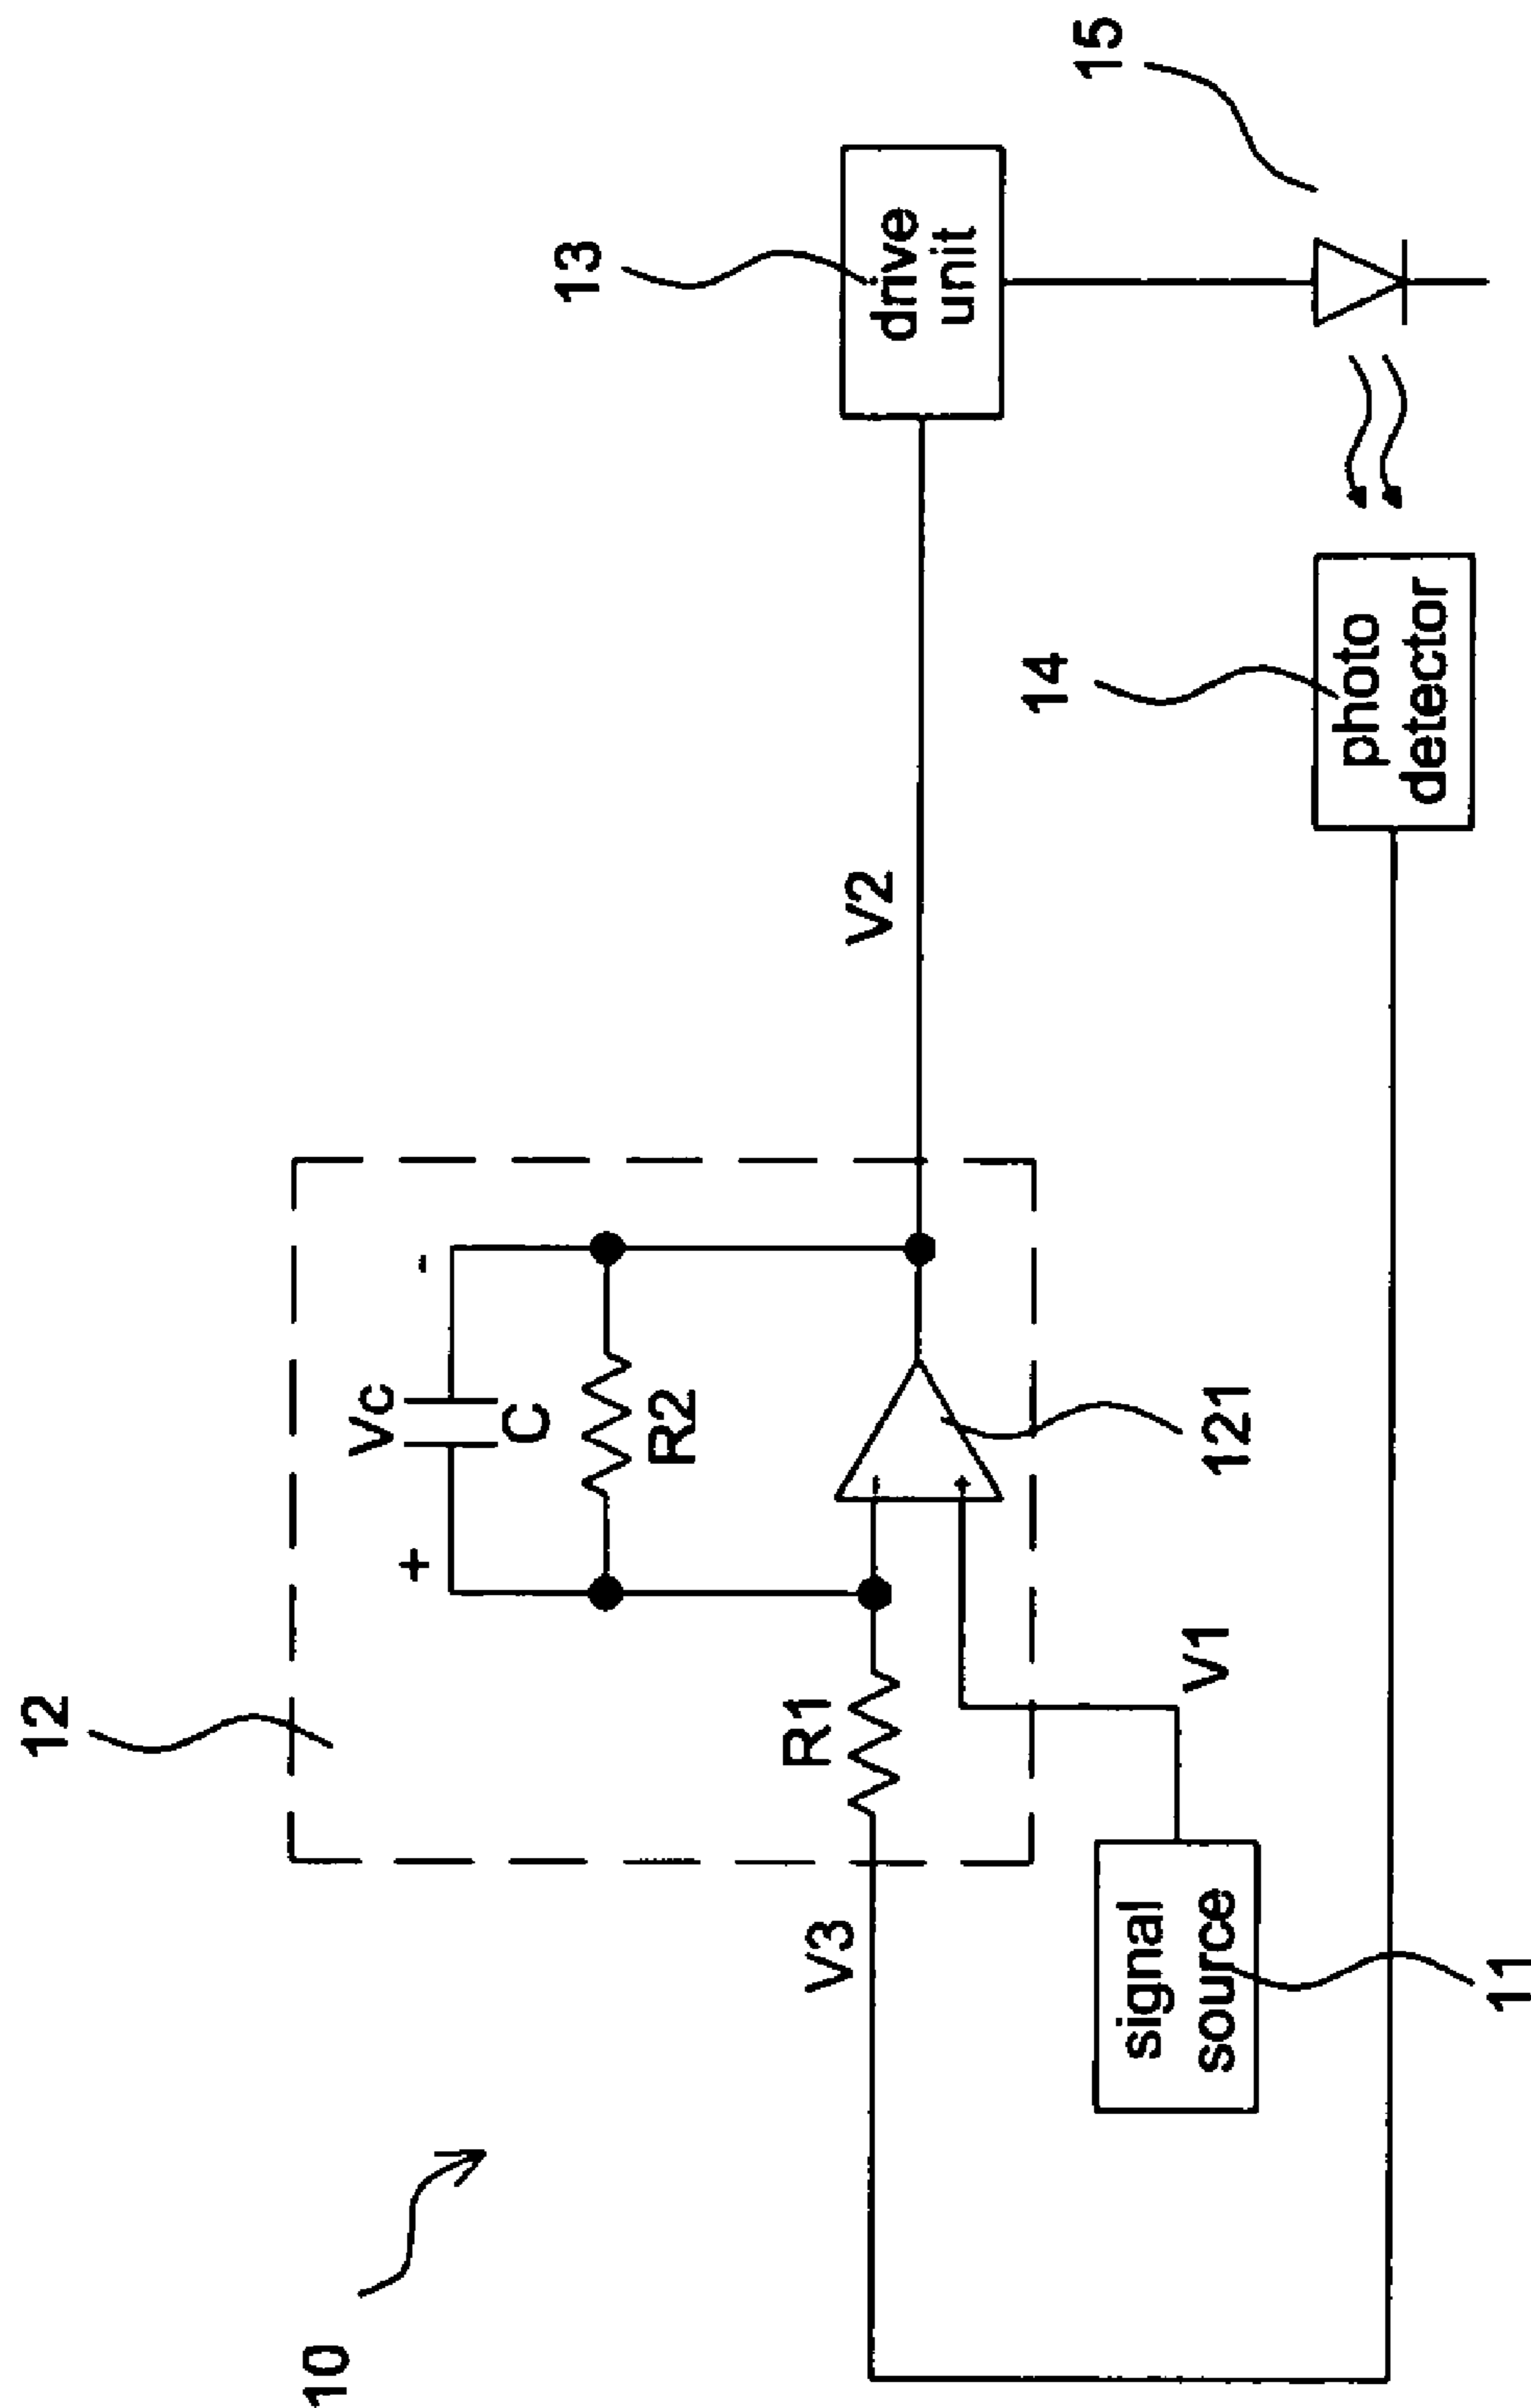 10
12
+
Vc
-
C
R2
13
drive
unit
R1
-
+
121
V2
V3
V1
signal
source
11
14
photo
detector
15